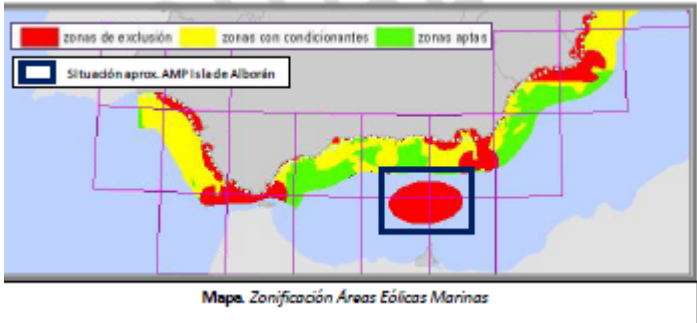 zonas de exclusión zonas con condicionantes zonas aptas
Situación aprox. AMP Isla de Alborán
Mapa. Zonificación Áreas Eólicas Marinas